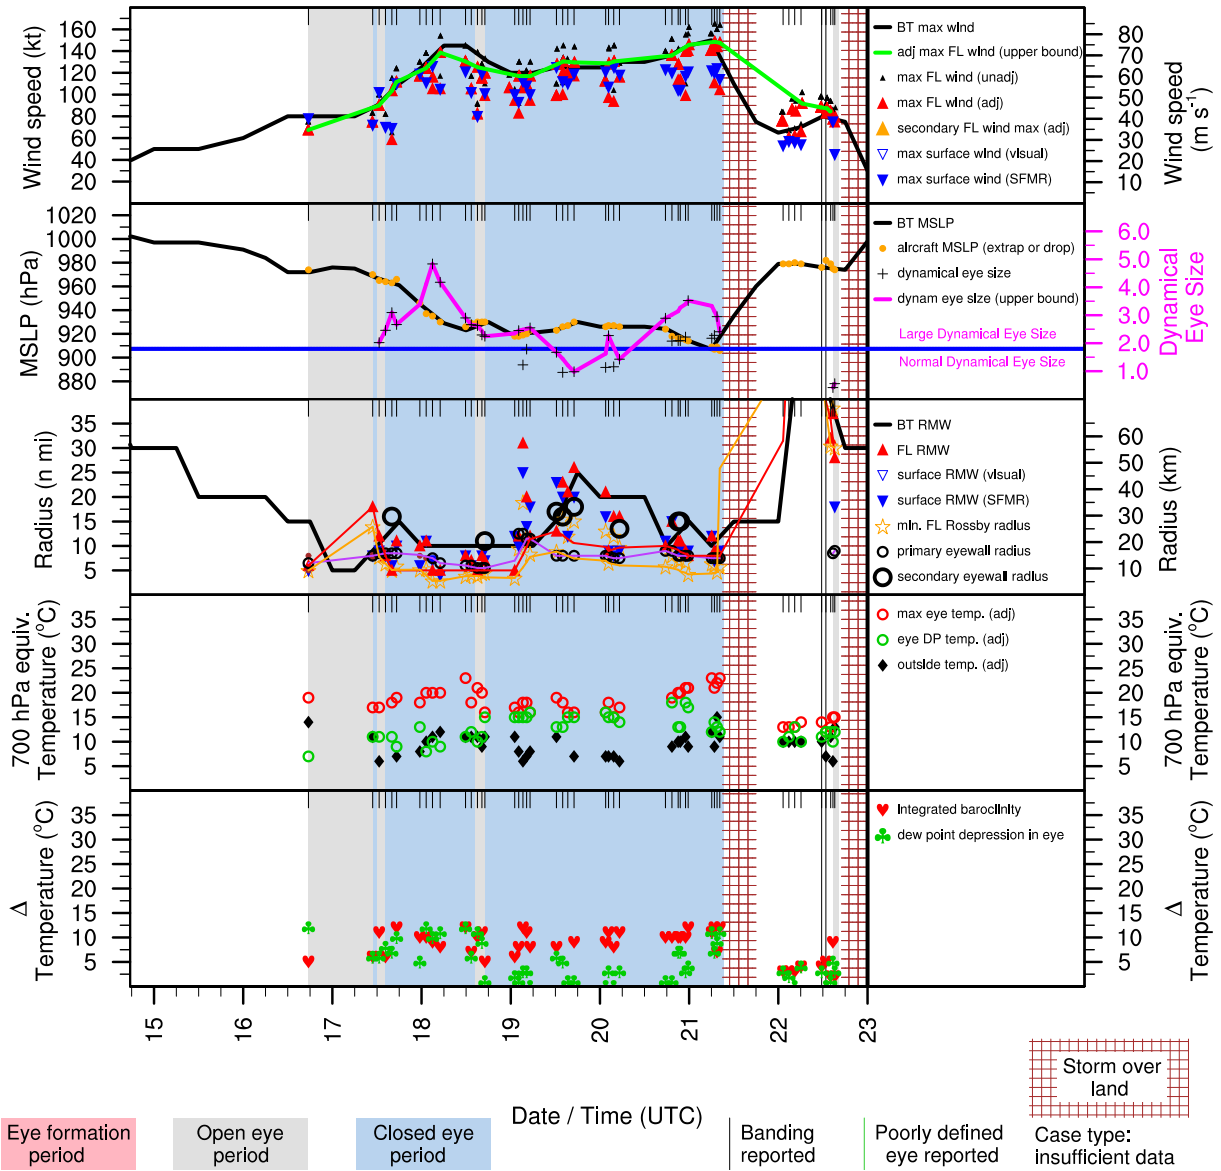 160
140
120
100
80
60
40
20
Wind speed (kt)
BT max wind
adj max FL wind (upper bound)
max FL wind (unadj)
max FL wind (adj)
secondary FL wind max (adj)
max surface wind (visual)
max surface wind (SFMR)
80
70
60
50
40
30
20
10
Wind speed
(m s-1)
1020
1000
980
960
940
920
900
880
MSLP (hPa)
BT MSLP
aircraft MSLP (extrap or drop)
dynamical eye size
dynam eye size (upper bound)
Large Dynamical Eye Size
Normal Dynamical Eye Size
6.0
5.0
4.0
3.0
2.0
1.0
Dynamical
Eye Size
35
30
25
20
15
10
5
Radius (n mi)
BT RMW
FL RMW
surface RMW (visual)
surface RMW (SFMR)
min. FL Rossby radius
primary eyewall radius
secondary eyewall radius
60
50
40
30
20
10
Radius (km)
35
30
25
20
15
10
5
700 hPa equiv.
Temperature (°C)
max eye temp. (adj)
eye DP temp. (adj)
outside temp. (adj)
35
30
25
20
15
10
5
700 hPa equiv.
Temperature (°C)
35
30
25
20
15
10
5
Δ
Temperature (°C)
integrated baroclinity
dew point depression in eye
35
30
25
20
15
10
5
Δ
Temperature (°C)
15
16
17
18
19
20
21
22
23
Date / Time (UTC)
Storm over
land
Case type:
insufficient data
Eye formation
period
Open eye
period
Closed eye
period
Banding
reported
Poorly defined
eye reported